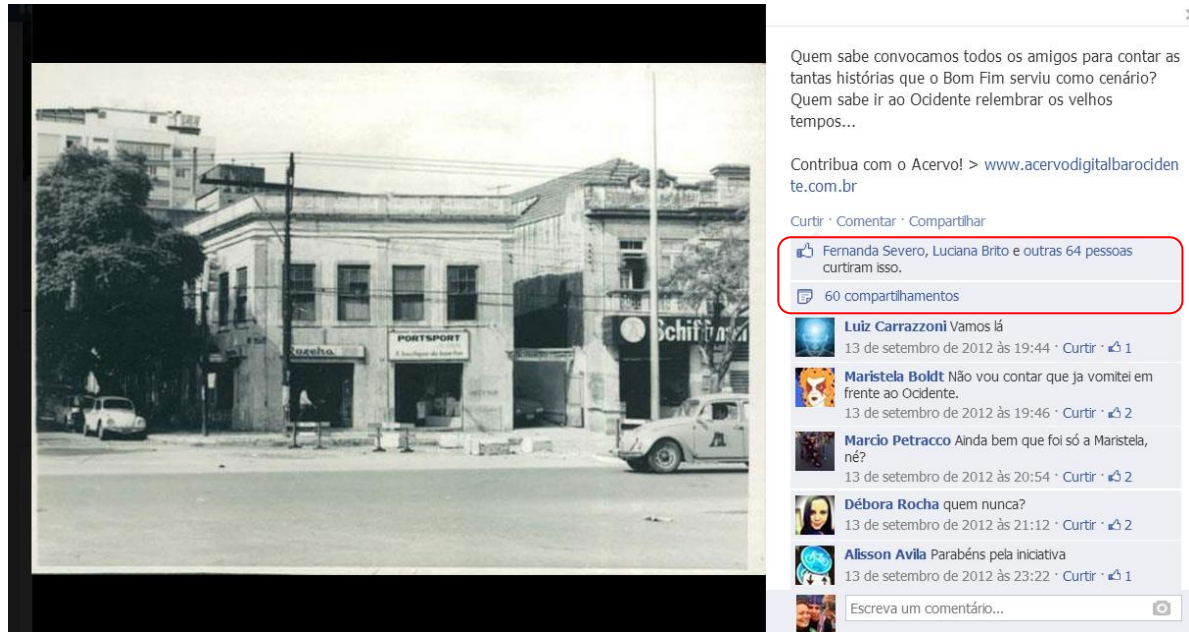 PORTSPORT
Schiffman
Quem sabe convocamos todos os amigos para contar as
tantas histórias que o Bom Fim serviu como cenário?
Quem sabe ir ao Ocidente relembrar os velhos
tempos...
Contribua com o Acervo! > www.acervodigitalbarociden
te.com.br
Curtir · Comentar · Compartilhar
Fernanda Severo, Luciana Brito e outras 64 pessoas
curtiram isso.
60 compartilhamentos
Luiz Carrazzoni Vamos lá
13 de setembro de 2012 às 19:44 · Curtir · 1
Maristela Boldt Não vou contar que ja vomitei em
frente ao Ocidente.
13 de setembro de 2012 às 19:46 · Curtir · 2
Marcio Petracco Ainda bem que foi só a Maristela,
né?
13 de setembro de 2012 às 20:54 · Curtir · 2
Débora Rocha quem nunca?
13 de setembro de 2012 às 21:12 · Curtir · 2
Alisson Avila Parabéns pela iniciativa
13 de setembro de 2012 às 23:22 · Curtir · 1
Escreva um comentário...